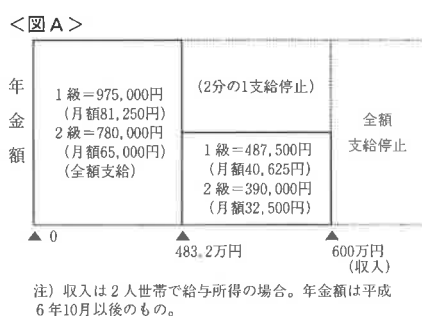 <図A>
年金額
1級=975,000円
(月額81,250円)
2級=780,000円
(月額65,000円)
(全額支給)
(2分の1支給停止)
1級=487,500円
(月額40,625円)
2級=390,000円
(月額32,500円)
全額
支給停止
▲ 0
▲
483.2万円
▲
600万円
(収入)
注) 収入は2人世帯で給与所得の場合。年金額は平成
6年10月以後のもの。